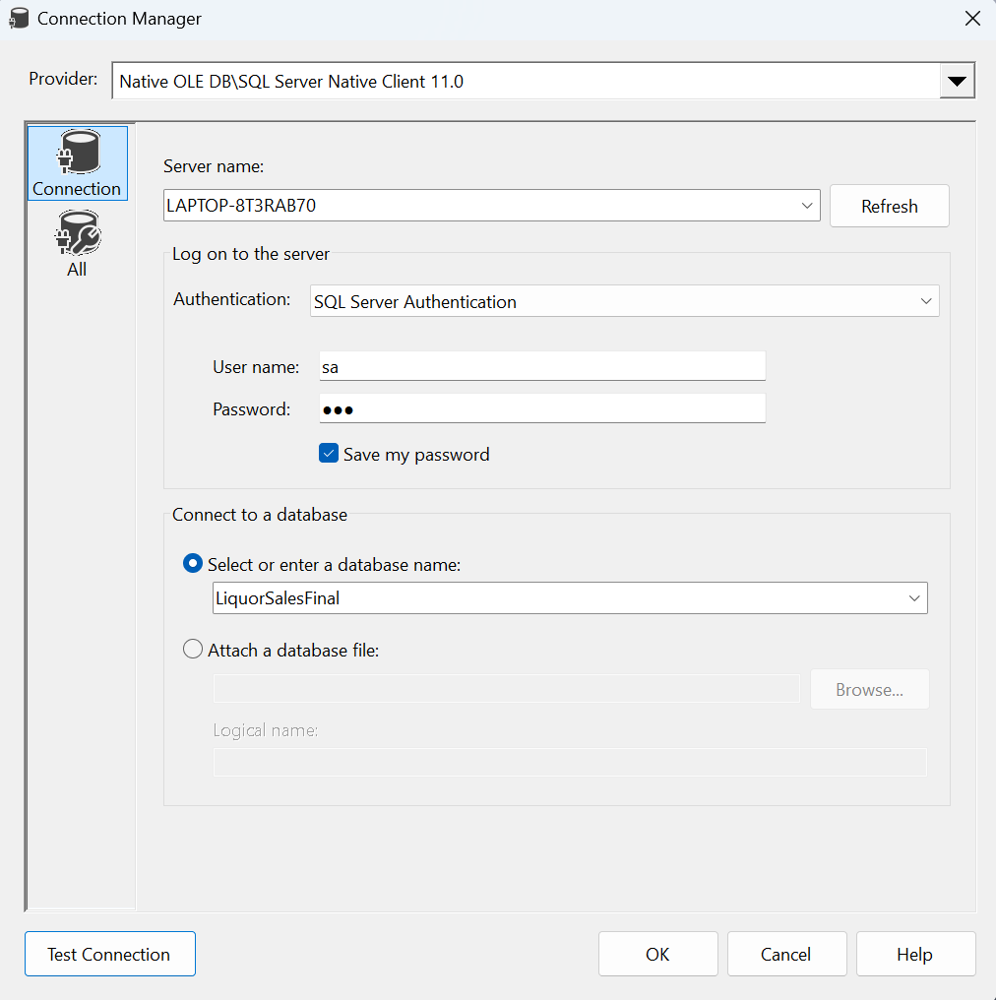 Connection Manager
Provider: Native OLE DB\SQL Server Native Client 11.0
Connection
All
Server name:
LAPTOP-8T3RAB70
Refresh
Log on to the server
Authentication: SQL Server Authentication
User name: sa
Password: ●●●
Save my password
Connect to a database
Select or enter a database name:
LiquorSalesFinal
Attach a database file:
Browse...
Logical name:
Test Connection OK Cancel Help